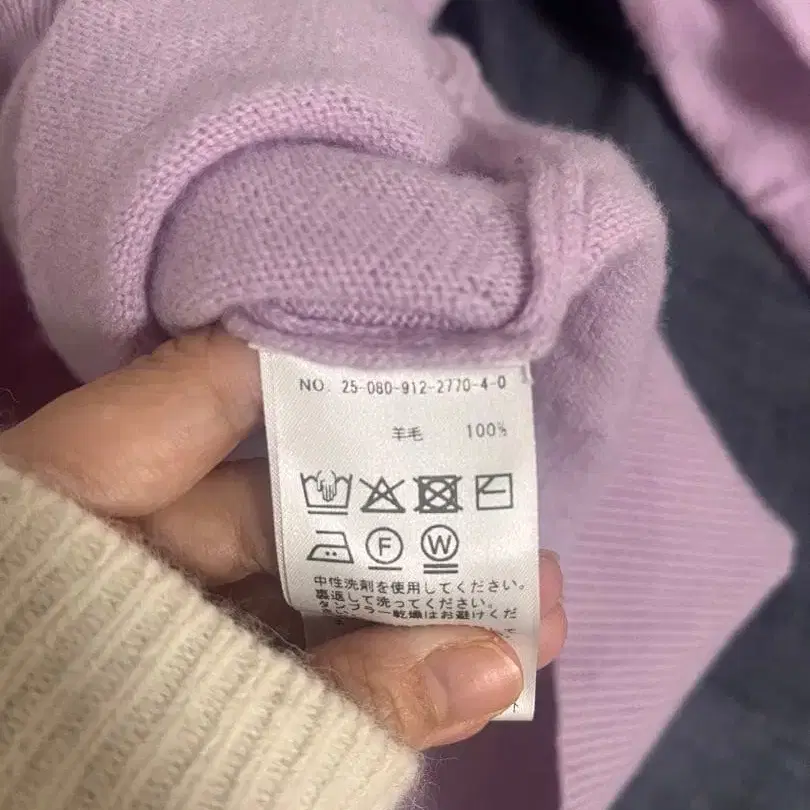 NO. 25-080-912-2770-4-0
羊毛 100%
F W
中性洗剤を使用してください。
裏返して洗ってください。
タンブラー乾燥はお避けくだ